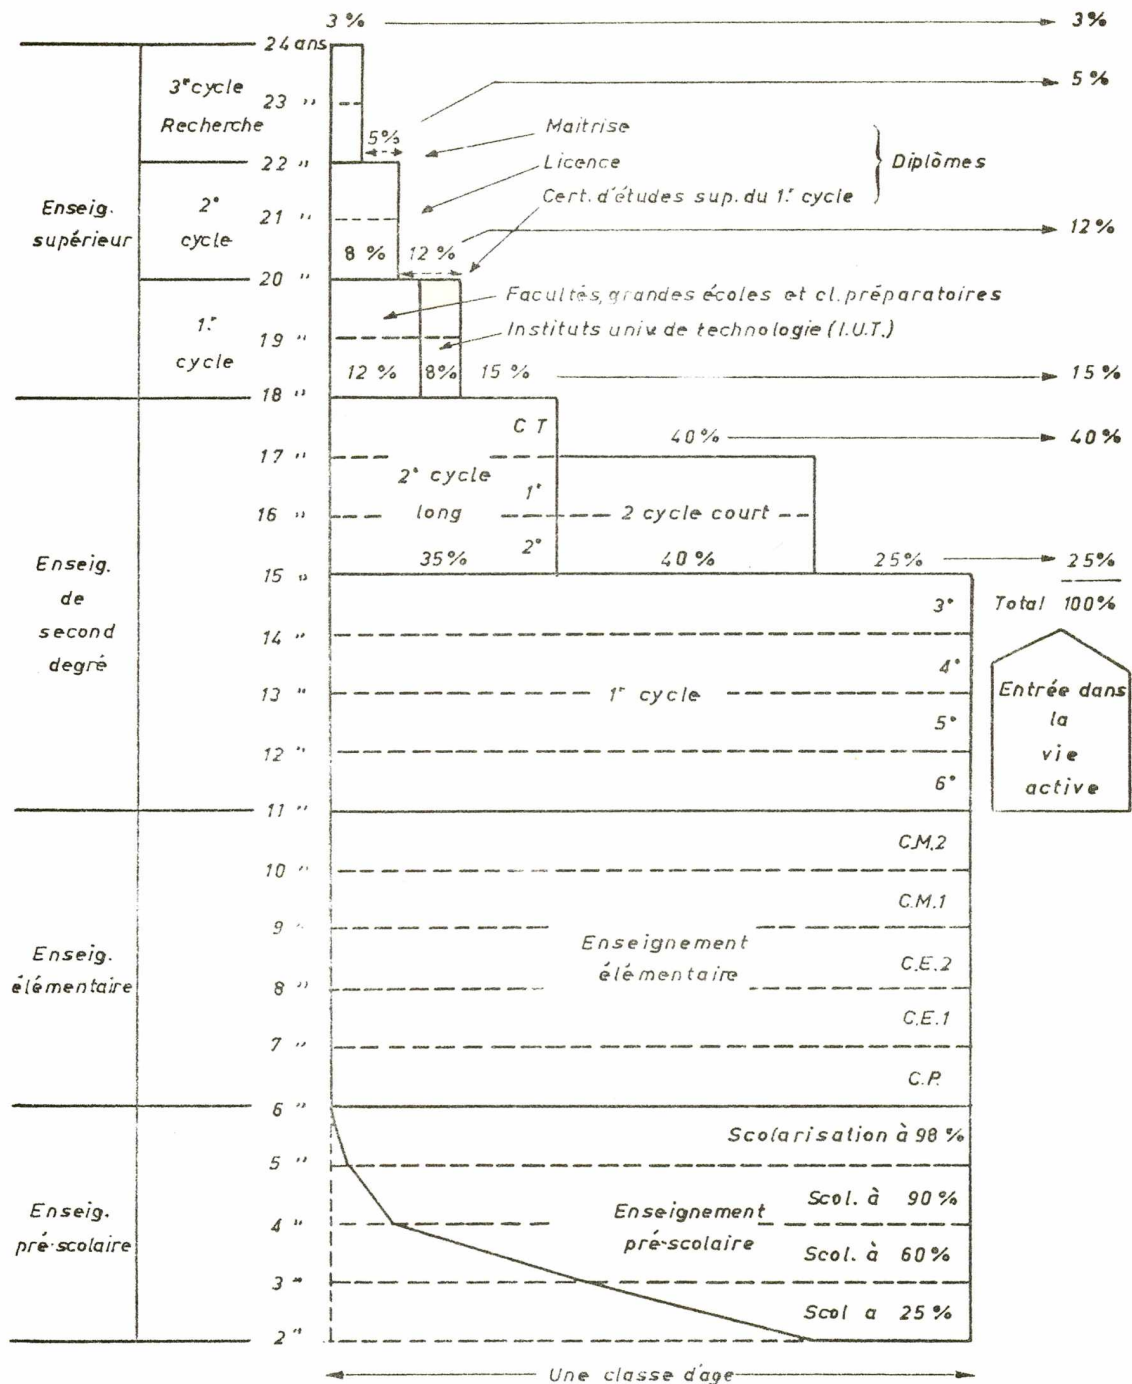 3% 3%
24 ans
3e cycle 5%
23 "
Recherche
5% Maîtrise
22 " Licence Diplômes
Cert. d'études sup. du 1er cycle
Enseig. 2e 21 "
supérieur cycle 8% 12% 12%
20 "
Facultés, grandes écoles et cl. préparatoires
1er 19 " Instituts univ. de technologie (I.U.T.)
cycle 12% 8% 15% 15%
18 "
C T 40% 40%
17 "
2e cycle 1e
16 " long 2 cycle court
2e
35% 40% 25% 25%
15 "
Enseig. 3e Total 100%
de 14 "
second 4e
degré 13 " 1er cycle Entrée dans
5e la
12 " vie
6e active
11 "
C.M.2
10 "
C.M.1
9 "
Enseig. Enseignement
élémentaire élémentaire C.E.2
8 "
C.E.1
7 "
C.P.
6 "
Scolarisation à 98%
5 "
Enseig. Scol. à 90%
pré-scolaire 4 " Enseignement
pré-scolaire Scol. à 60%
3 "
Scol a 25%
2 "
Une classe d'age